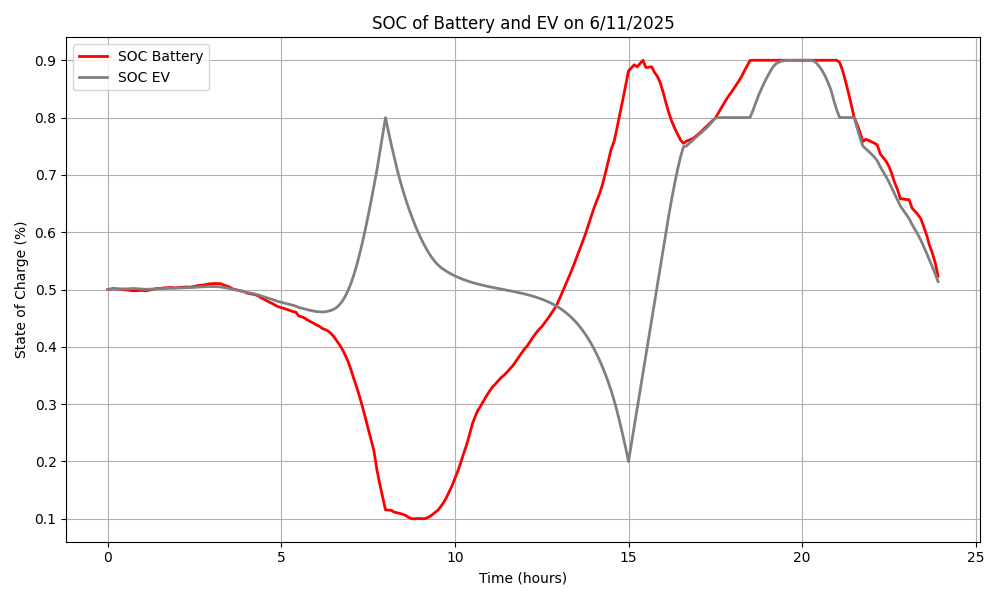 SOC of Battery and EV on 6/11/2025
SOC Battery
SOC EV
State of Charge (%)
0.9
0.8
0.7
0.6
0.5
0.4
0.3
0.2
0.1
0 5 10 15 20 25
Time (hours)